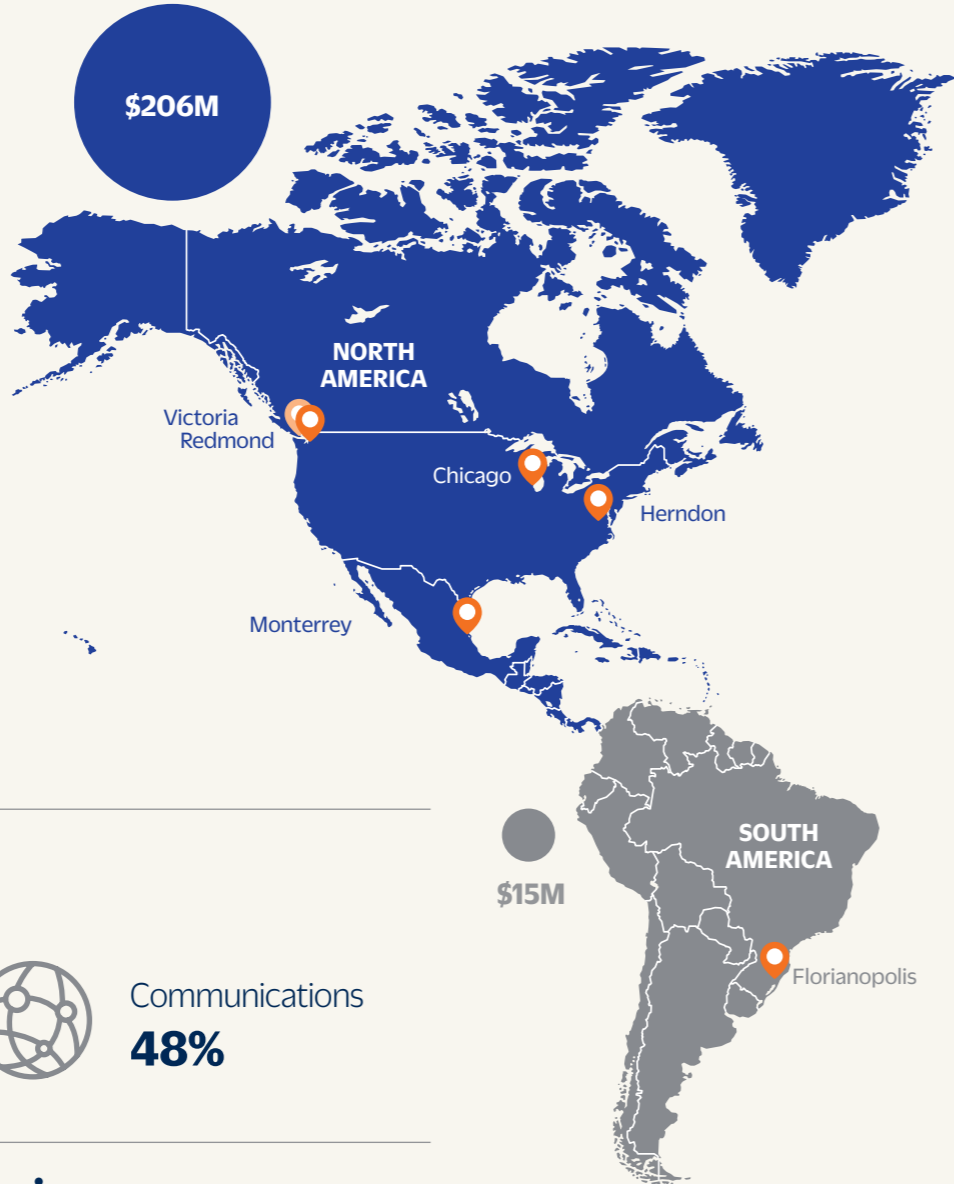 $206M
NORTH
AMERICA
Victoria
Redmond
Chicago
Herndon
Monterrey
SOUTH
AMERICA
$15M
Florianopolis
Communications
48%